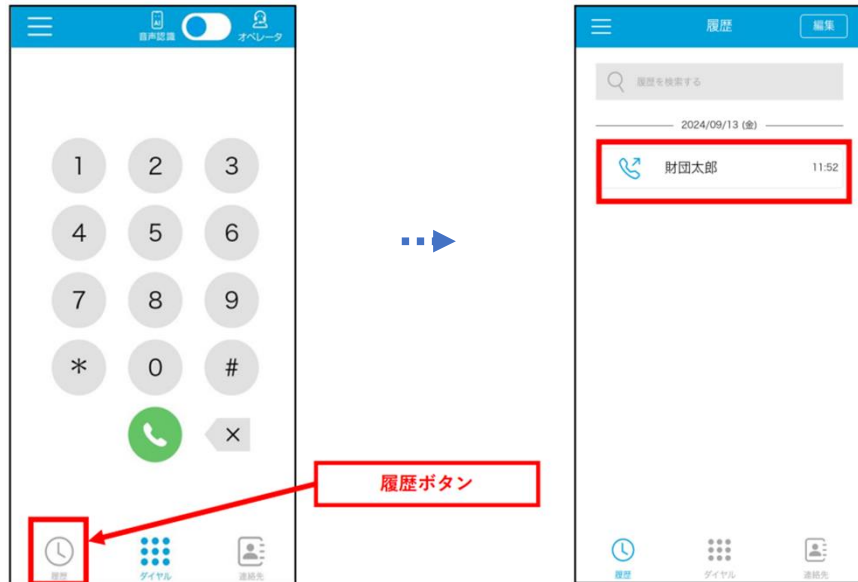 音声認識 オペレータ
1 2 3
4 5 6
7 8 9
* 0 #
履歴ボタン
履歴 ダイヤル 連絡先
履歴 編集
履歴を検索する
2024/09/13 (金)
財団太郎 11:52
履歴 ダイヤル 連絡先